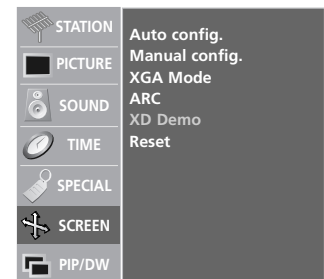 STATION
PICTURE
SOUND
TIME
SPECIAL
SCREEN
PIP/DW
Auto config.
Manual config.
XGA Mode
ARC
XD Demo
Reset